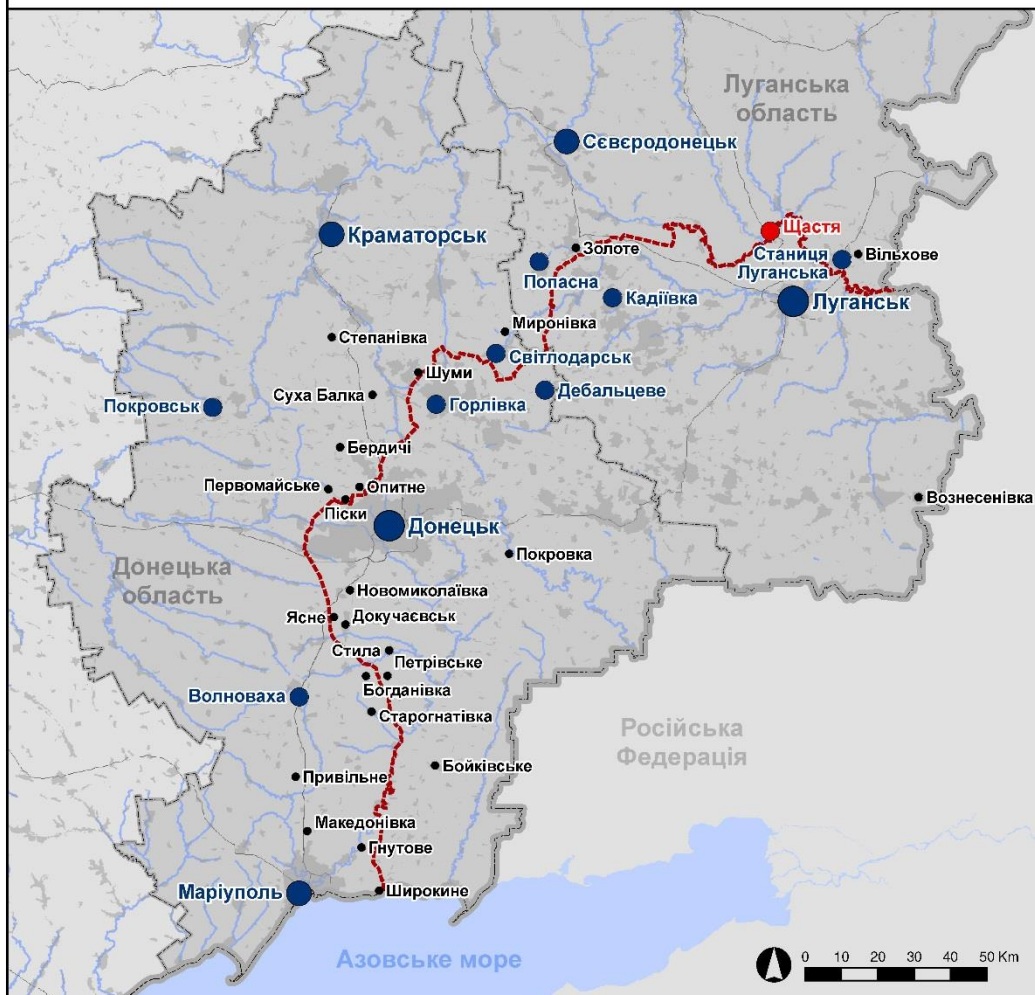 Луганська
область
Сєвєродонецьк
Щастя
Краматорськ
Станиця
Луганська
Вільхове
Золоте
Попасна
Кадіївка
Луганськ
Миронівка
Степанівка
Світлодарськ
Шуми
Дебальцеве
Суха Балка
Горлівка
Покровськ
Бердичі
Первомайське
Опитне
Вознесенівка
Піски
Донецьк
Покровка
Донецька
область
Новомиколаївка
Ясне
Докучаєвськ
Стила
Петрівське
Богданівка
Волноваха
Старогнатівка
Російська
Федерація
Бойківське
Привільне
Македонівка
Гнутове
Маріуполь
Широкине
Азовське море
0 10 20 30 40 50 Km